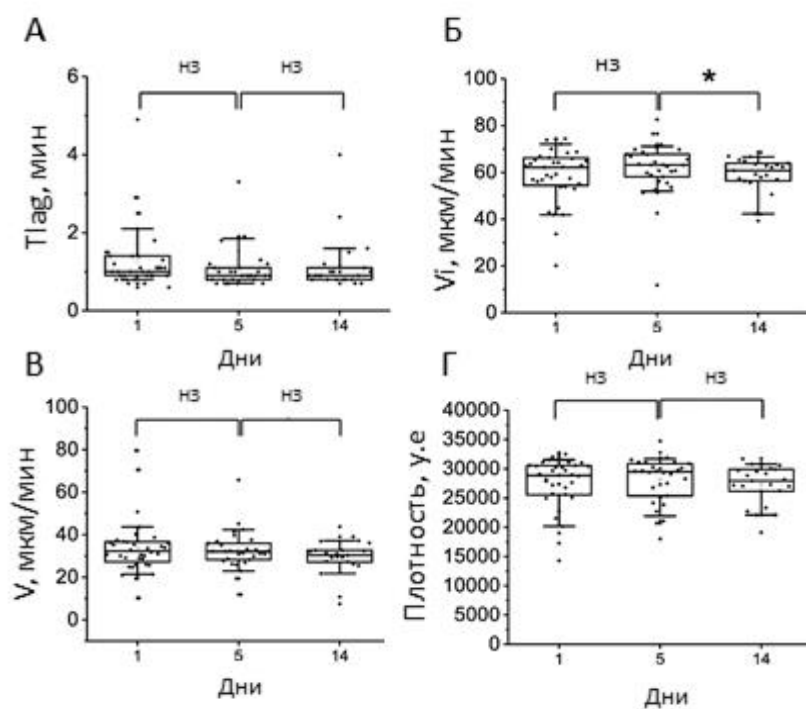 А
нз
нз
6
4
2
0
Tlag, мин
1
5
14
Дни
Б
нз
*
100
80
60
40
20
0
Vi, мкм/мин
1
5
14
Дни
В
нз
нз
100
80
60
40
20
0
V, мкм/мин
1
5
14
Дни
Г
нз
нз
40000
35000
30000
25000
20000
15000
10000
5000
0
Плотность, у.е
1
5
14
Дни